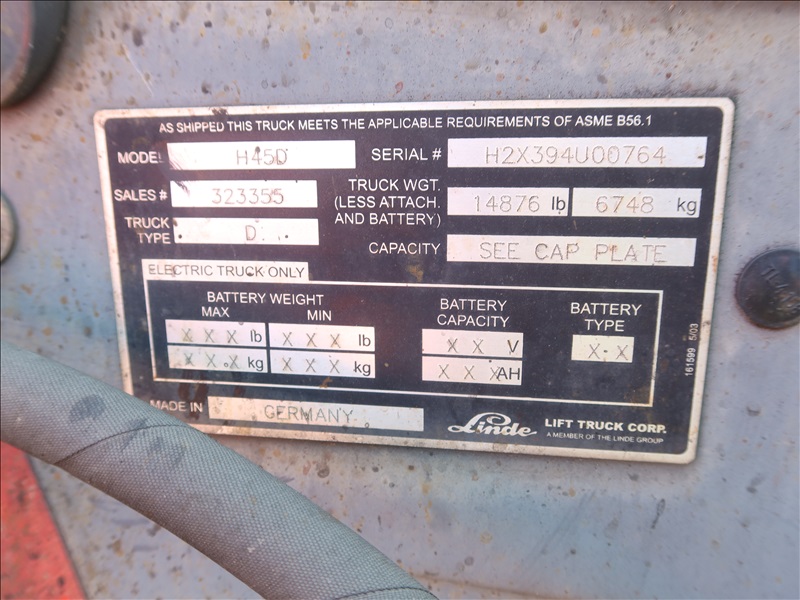 AS SHIPPED THIS TRUCK MEETS THE APPLICABLE REQUIREMENTS OF ASME B56.1
MODEL H45D SERIAL # H2X394U00764
SALES # 323355 TRUCK WGT. (LESS ATTACH. AND BATTERY) 14876 lb 6748 kg
TRUCK TYPE D
CAPACITY SEE CAP PLATE
ELECTRIC TRUCK ONLY
BATTERY WEIGHT BATTERY CAPACITY BATTERY TYPE
MAX MIN
X X X lb X X X lb X X V X.X
X X.X kg X X X kg X X X AH
161599 5/03
MADE IN GERMANY
Linde LIFT TRUCK CORP.
A MEMBER OF THE LINDE GROUP